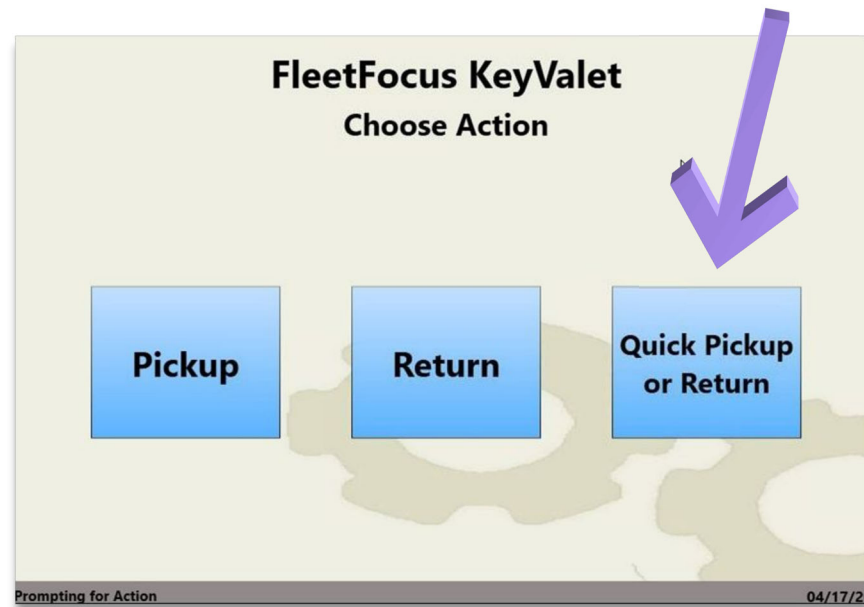 FleetFocus KeyValet
Choose Action
Pickup
Return
Quick Pickup
or Return
Prompting for Action
04/17/2